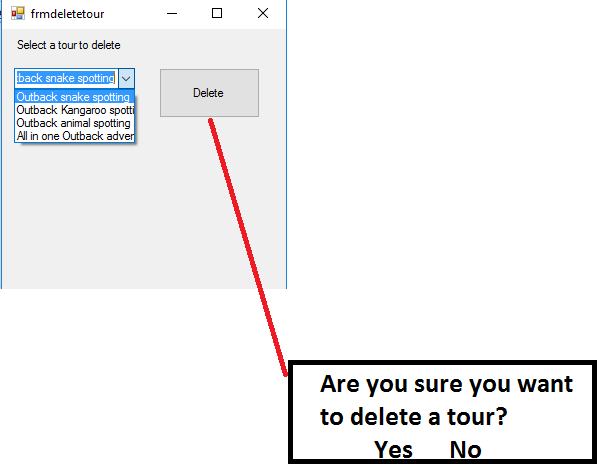 frmdeletetour
Select a tour to delete
back snake spotting
Delete
Outback snake spotting
Outback Kangaroo spotti
Outback animal spotting
All in one Outback adver
Are you sure you want
to delete a tour?
Yes No